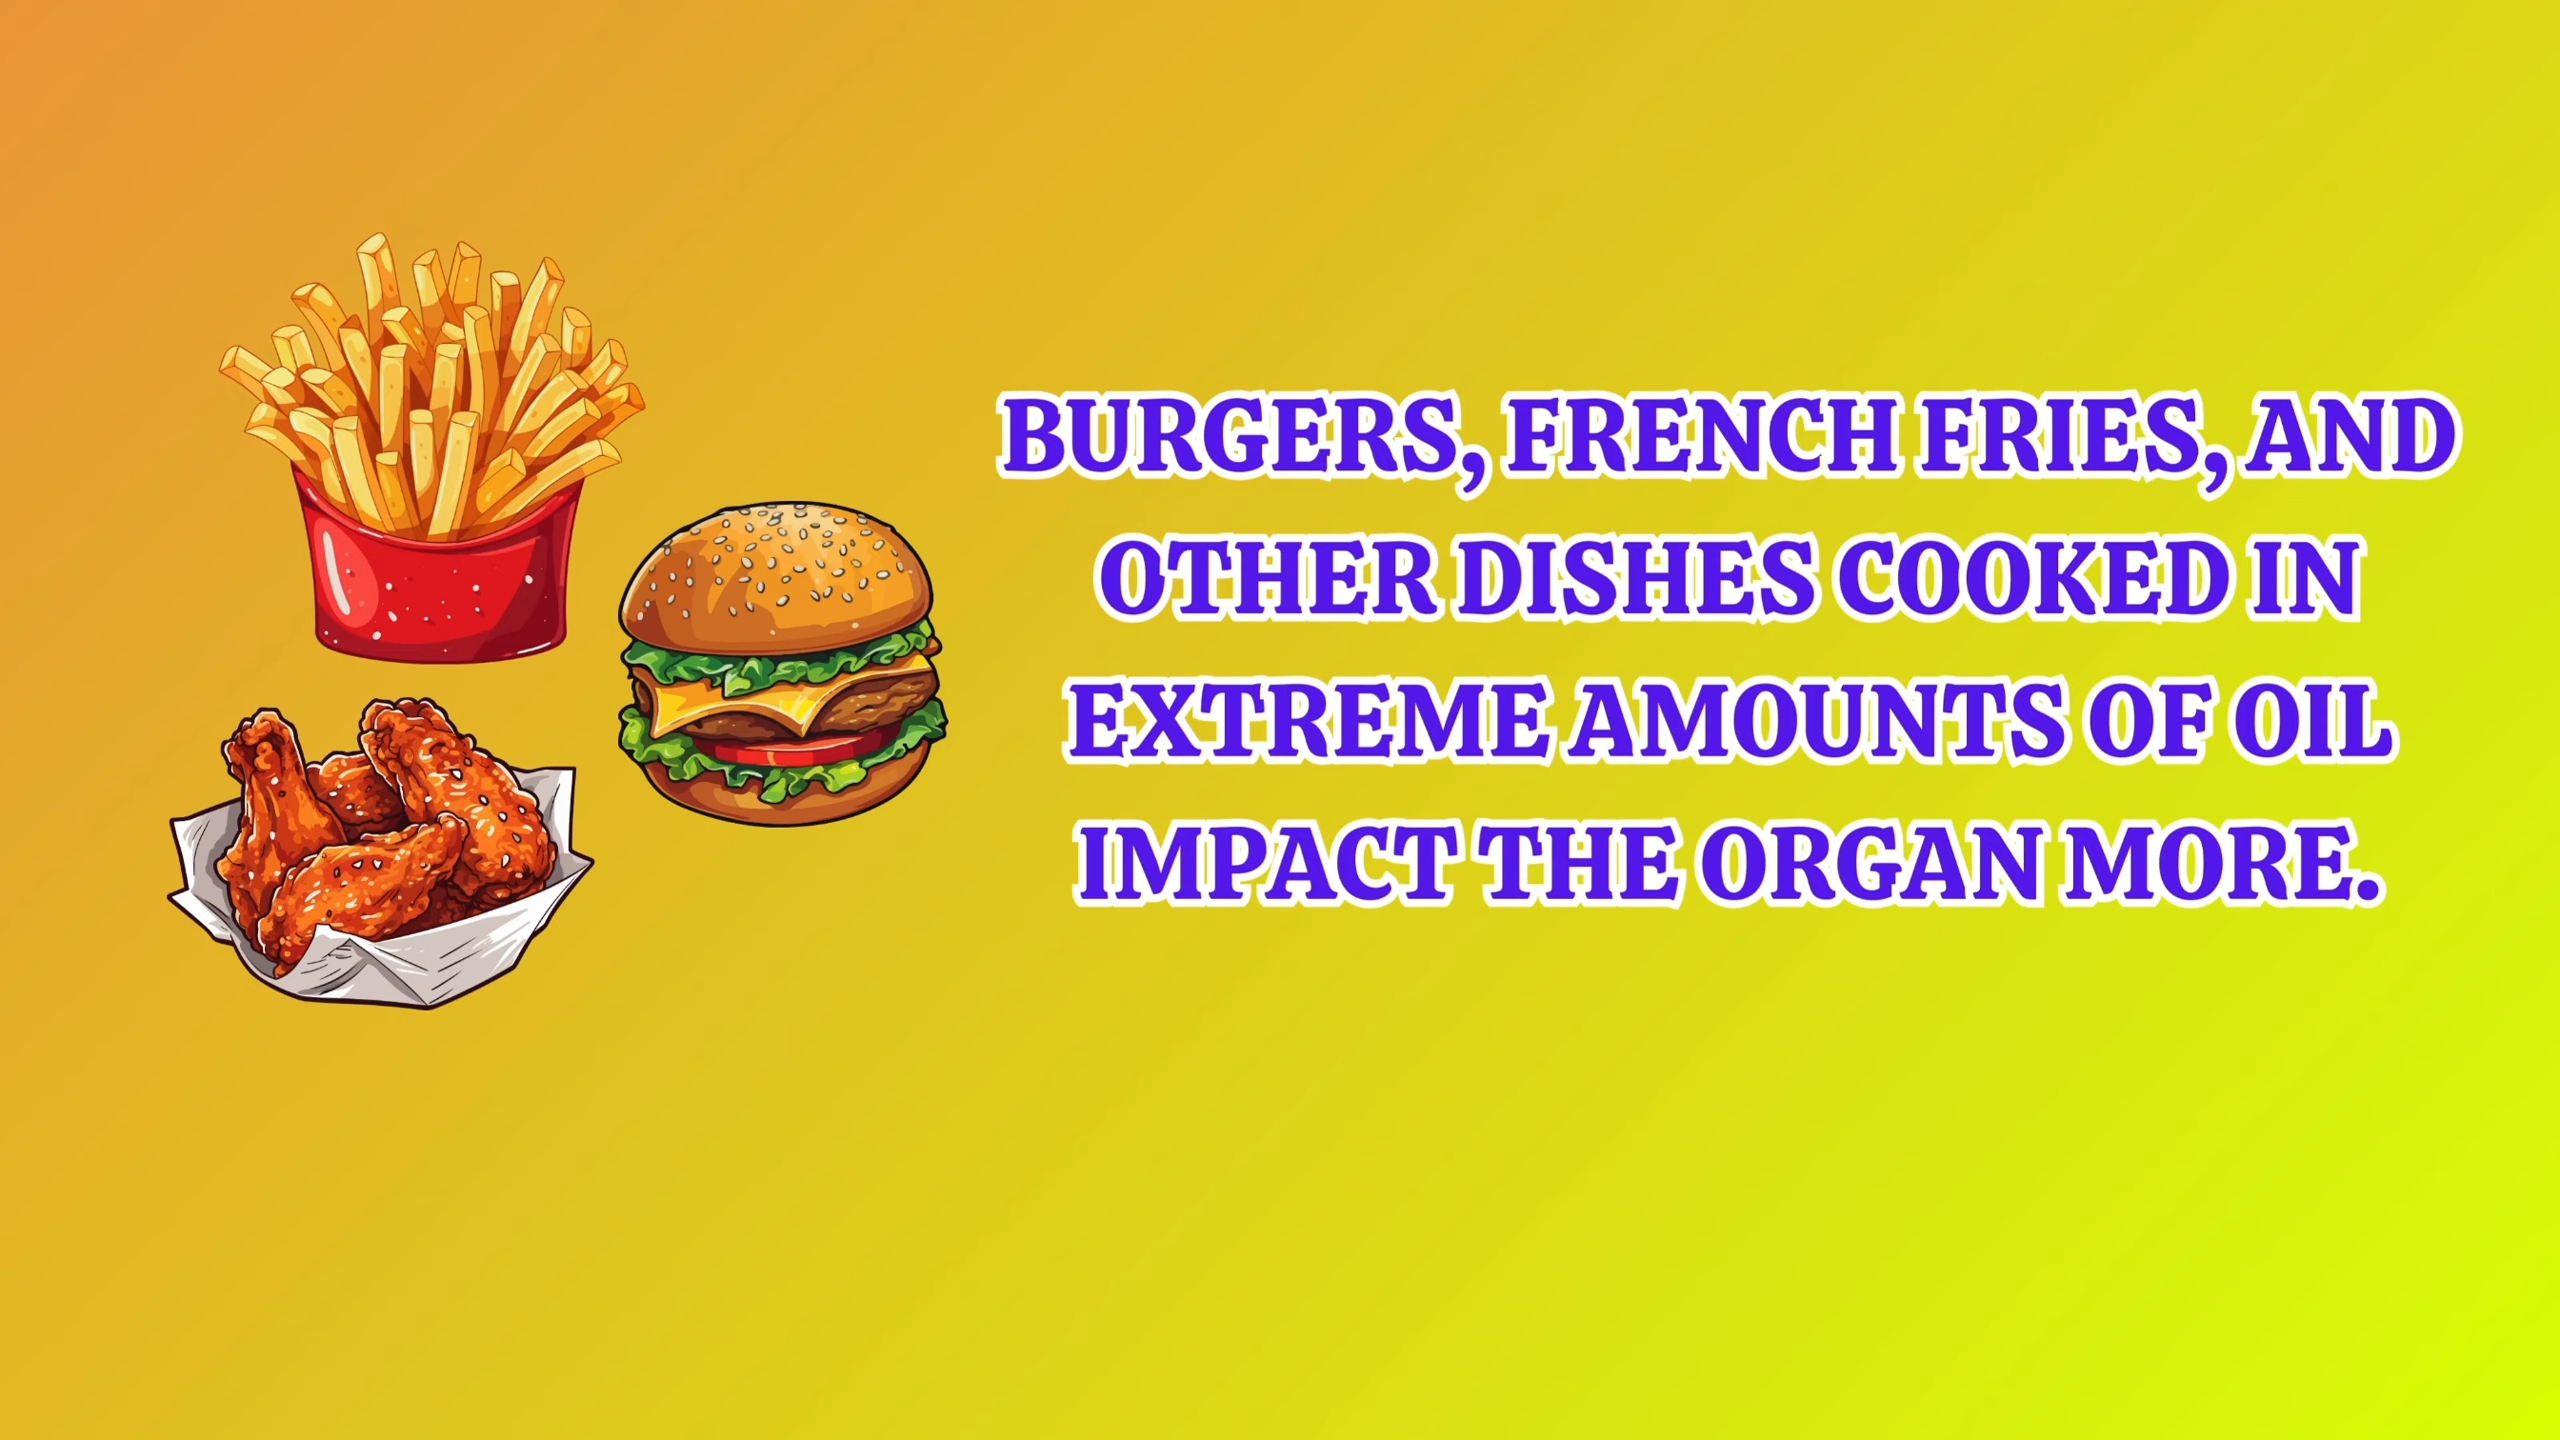 BURGERS, FRENCH FRIES, AND
OTHER DISHES COOKED IN
EXTREME AMOUNTS OF OIL
IMPACT THE ORGAN MORE.